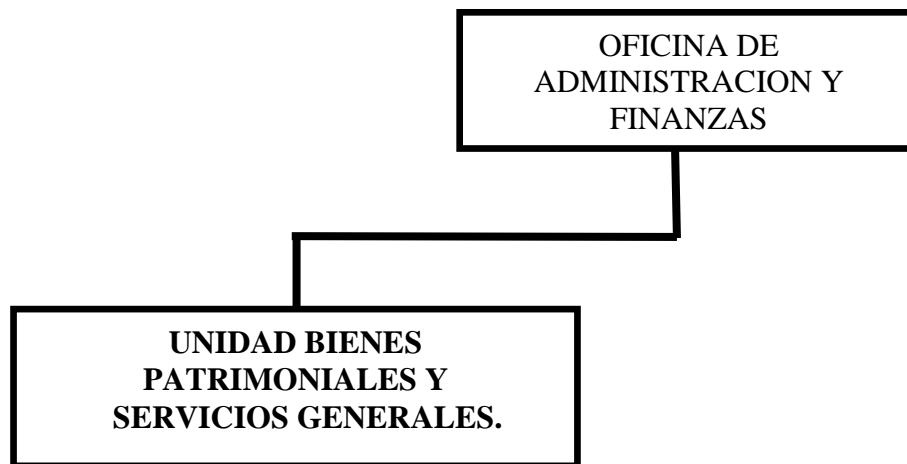 OFICINA DE
ADMINISTRACION Y
FINANZAS
UNIDAD BIENES
PATRIMONIALES Y
SERVICIOS GENERALES.